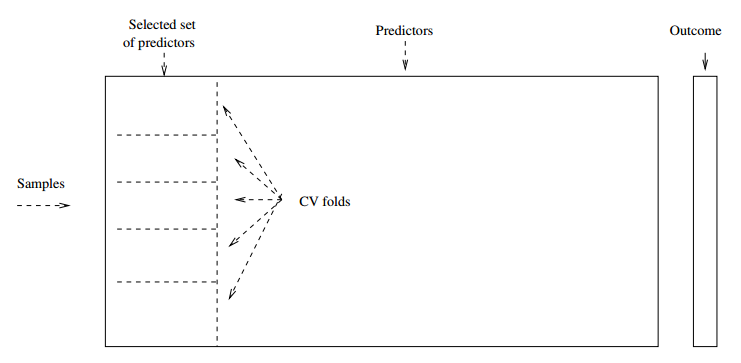 Selected set
of predictors
Predictors
Outcome
Samples
CV folds